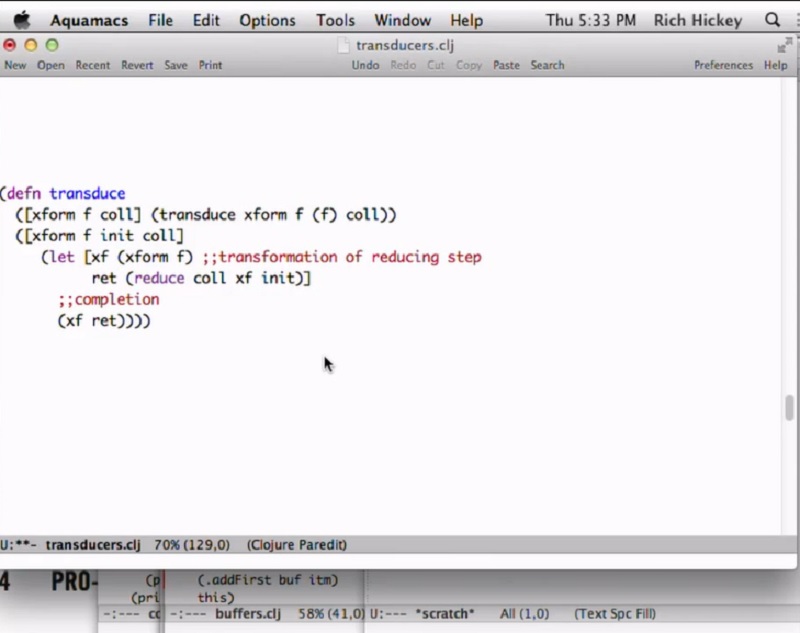 Aquamacs File Edit Options Tools Window Help Thu 5:33 PM Rich Hickey
transducers.clj
New Open Recent Revert Save Print Undo Redo Cut Copy Paste Search Preferences Help
(defn transduce
([xform f coll] (transduce xform f (f) coll))
([xform f init coll]
(let [xf (xform f) ;;transformation of reducing step
ret (reduce coll xf init)]
;;completion
(xf ret))))
U:**- transducers.clj 70% (129,0) (Clojure Paredit)
4 PRO-
(p
(pri
(.addFirst buf itm)
this)
-:--- co
-:--- buffers.clj 58% (41,0)
U:--- *scratch* All (1,0) (Text Spc Fill)